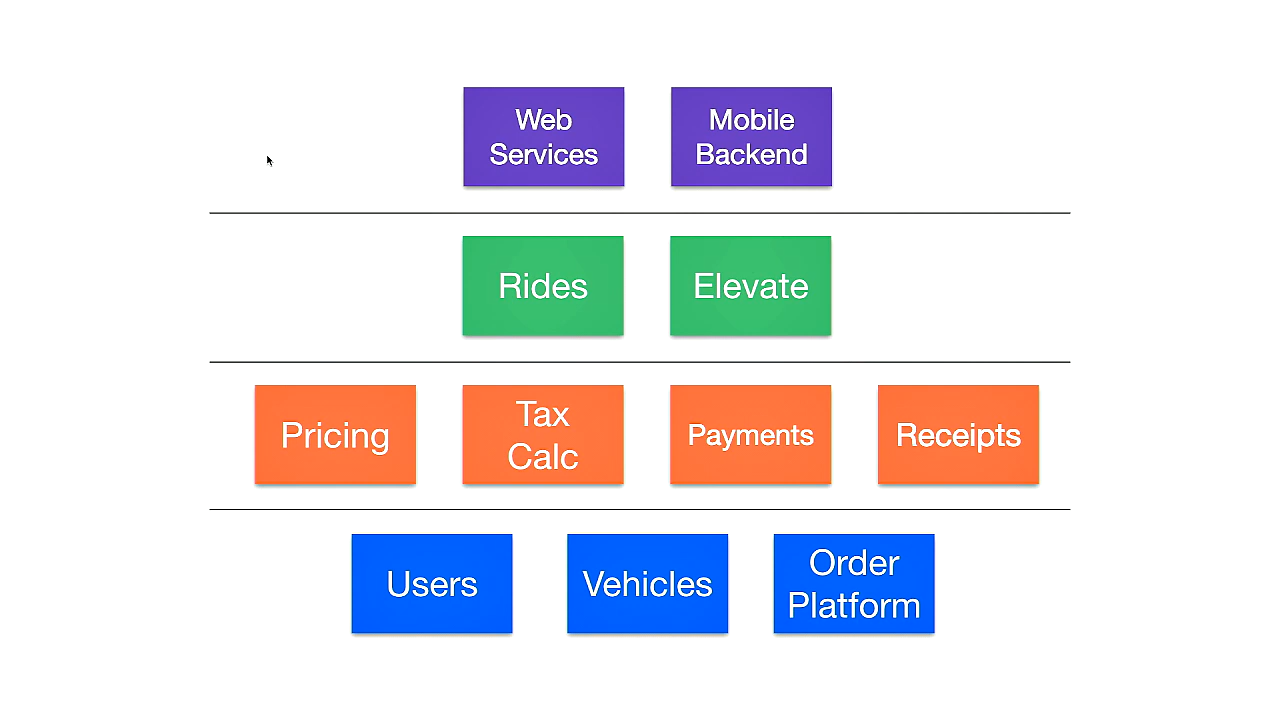 Web
Services
Mobile
Backend
Rides
Elevate
Pricing
Tax
Calc
Payments
Receipts
Users
Vehicles
Order
Platform